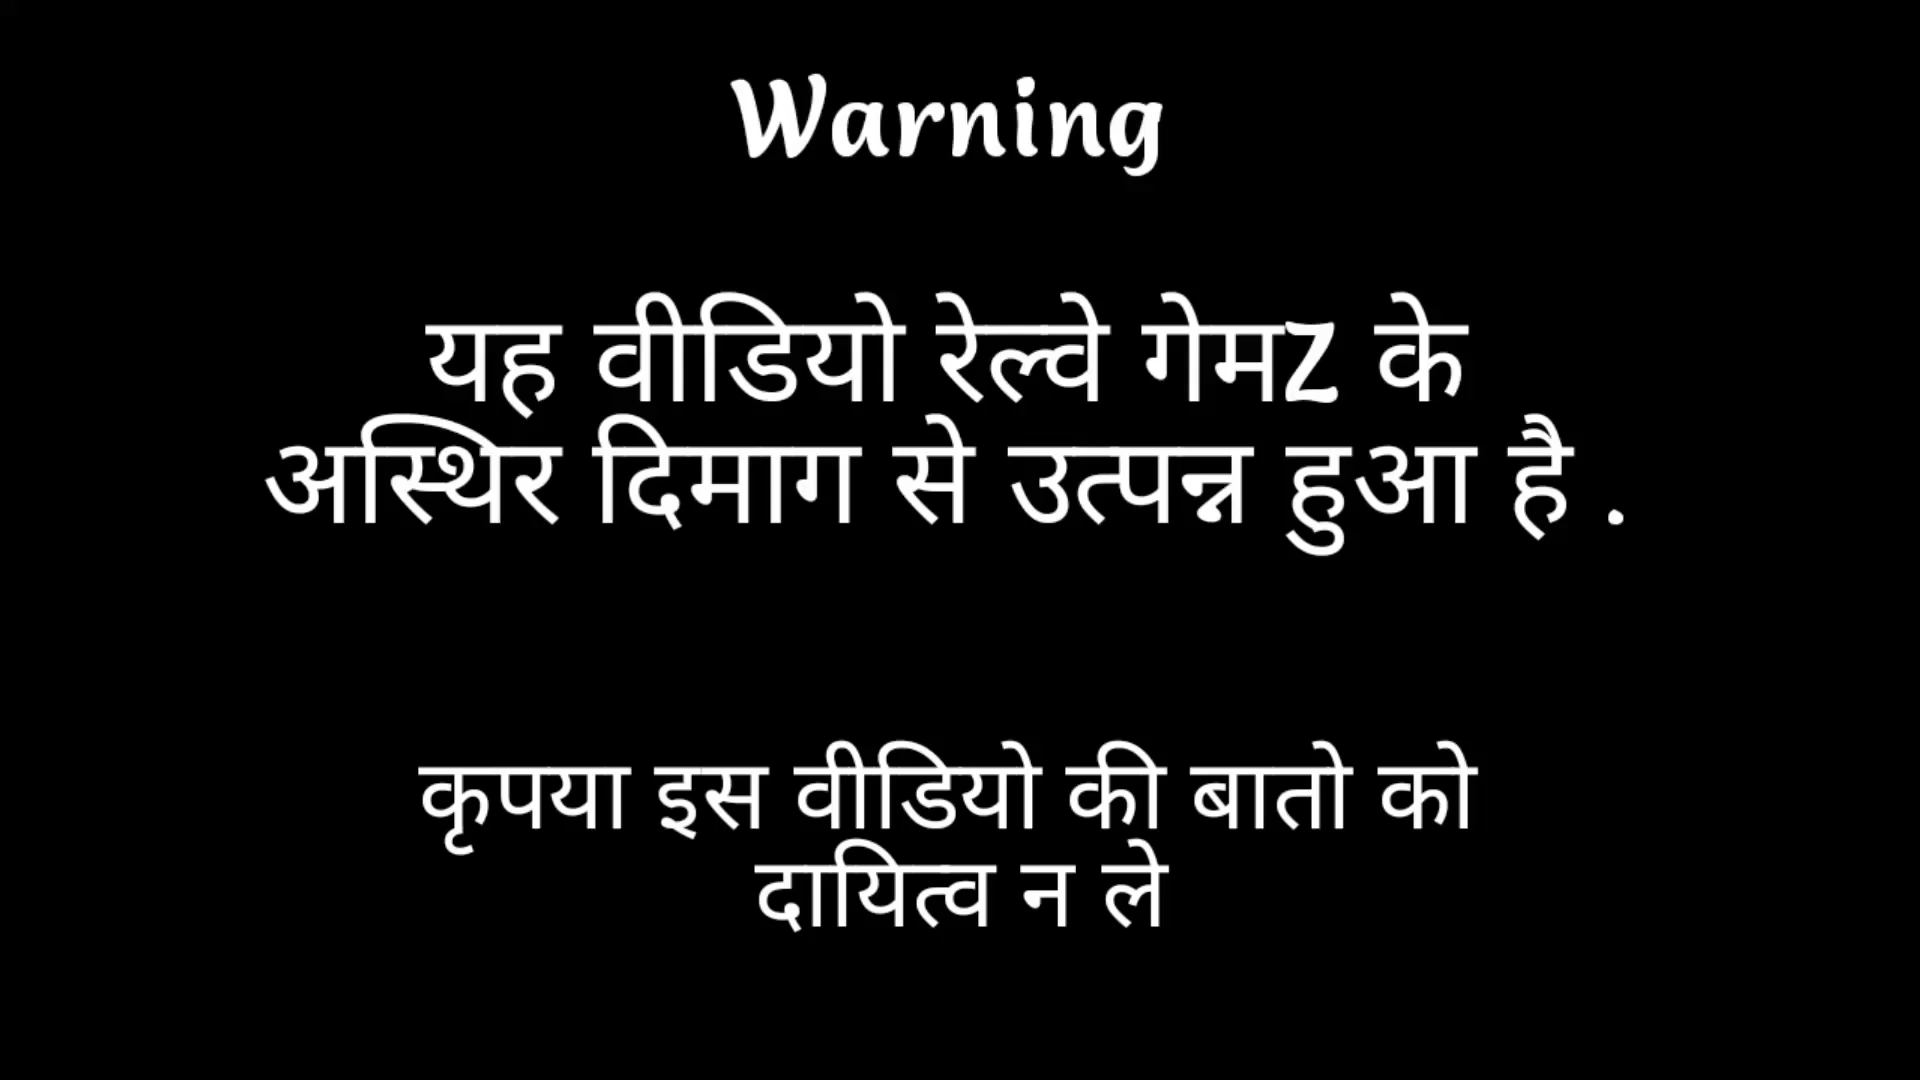 Warning
यह वीडियो रेल्वे गेमZ के
अस्थिर दिमाग से उत्पन्न हुआ है .
कृपया इस वीडियो की बातो को
दायित्व न ले